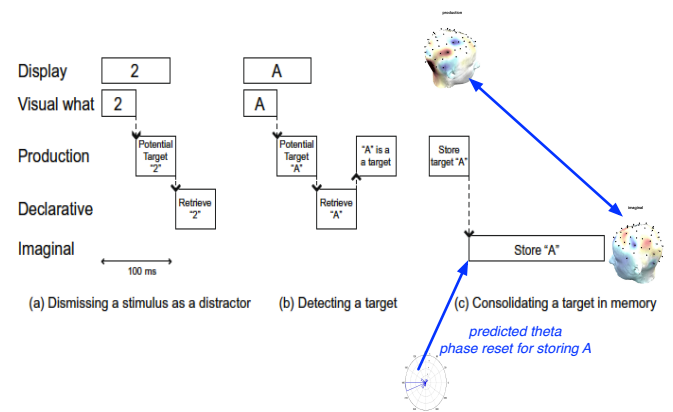 production
Display
2
A
Visual what
2
A
Production
Potential
Target
"2"
Potential
Target
"A"
"A" is a
a target
Store
target "A"
Declarative
Retrieve
"2"
Retrieve
"A"
imaginal
Imaginal
Store "A"
100 ms
(a) Dismissing a stimulus as a distractor
(b) Detecting a target
(c) Consolidating a target in memory
predicted theta
phase reset for storing A